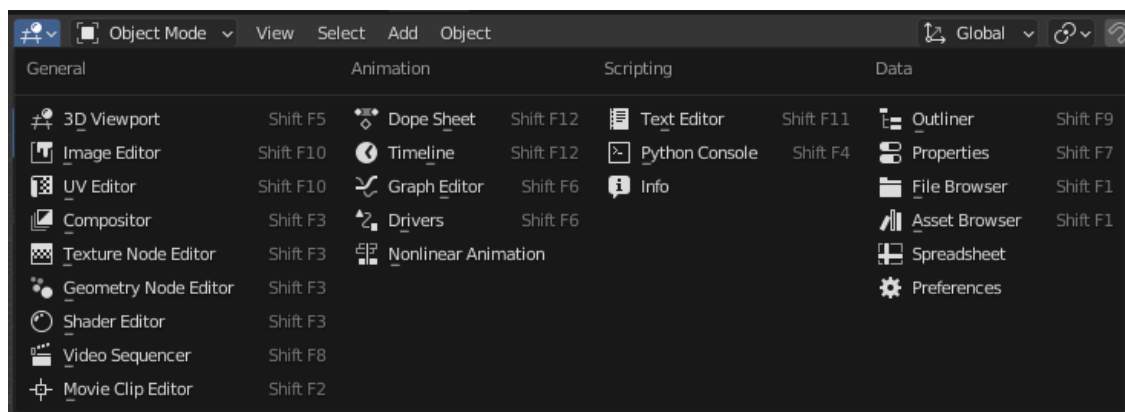 Object Mode View Select Add Object Global
General
3D Viewport Shift F5
Image Editor Shift F10
UV Editor Shift F10
Compositor Shift F3
Texture Node Editor Shift F3
Geometry Node Editor Shift F3
Shader Editor Shift F3
Video Sequencer Shift F8
Movie Clip Editor Shift F2
Animation
Dope Sheet Shift F12
Timeline Shift F12
Graph Editor Shift F6
Drivers Shift F6
Nonlinear Animation
Scripting
Text Editor Shift F11
Python Console Shift F4
Info
Data
Outliner Shift F9
Properties Shift F7
File Browser Shift F1
Asset Browser Shift F1
Spreadsheet
Preferences